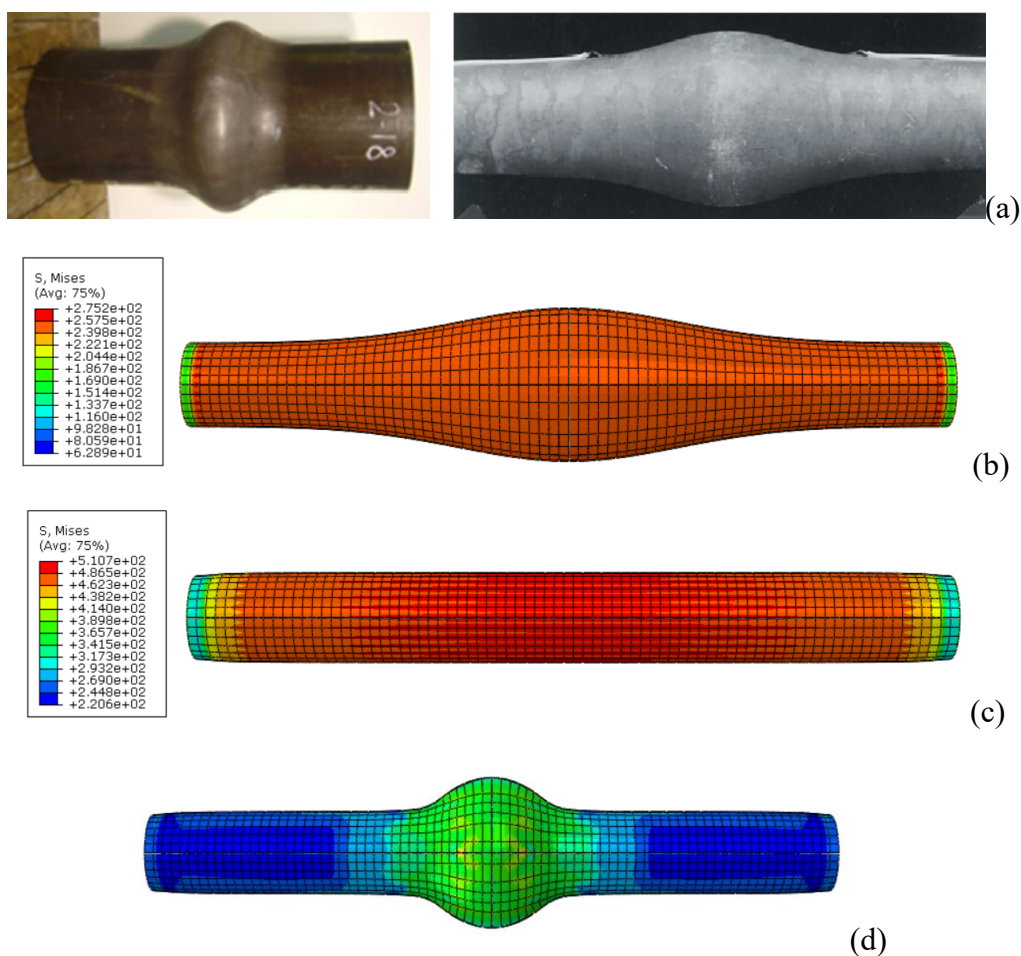 2-18
(a)
S, Mises
(Avg: 75%)
+2.752e+02
+2.575e+02
+2.398e+02
+2.221e+02
+2.044e+02
+1.867e+02
+1.690e+02
+1.514e+02
+1.337e+02
+1.160e+02
+9.828e+01
+8.059e+01
+6.289e+01
(b)
S, Mises
(Avg: 75%)
+5.107e+02
+4.865e+02
+4.623e+02
+4.382e+02
+4.140e+02
+3.898e+02
+3.657e+02
+3.415e+02
+3.173e+02
+2.932e+02
+2.690e+02
+2.448e+02
+2.206e+02
(c)
(d)